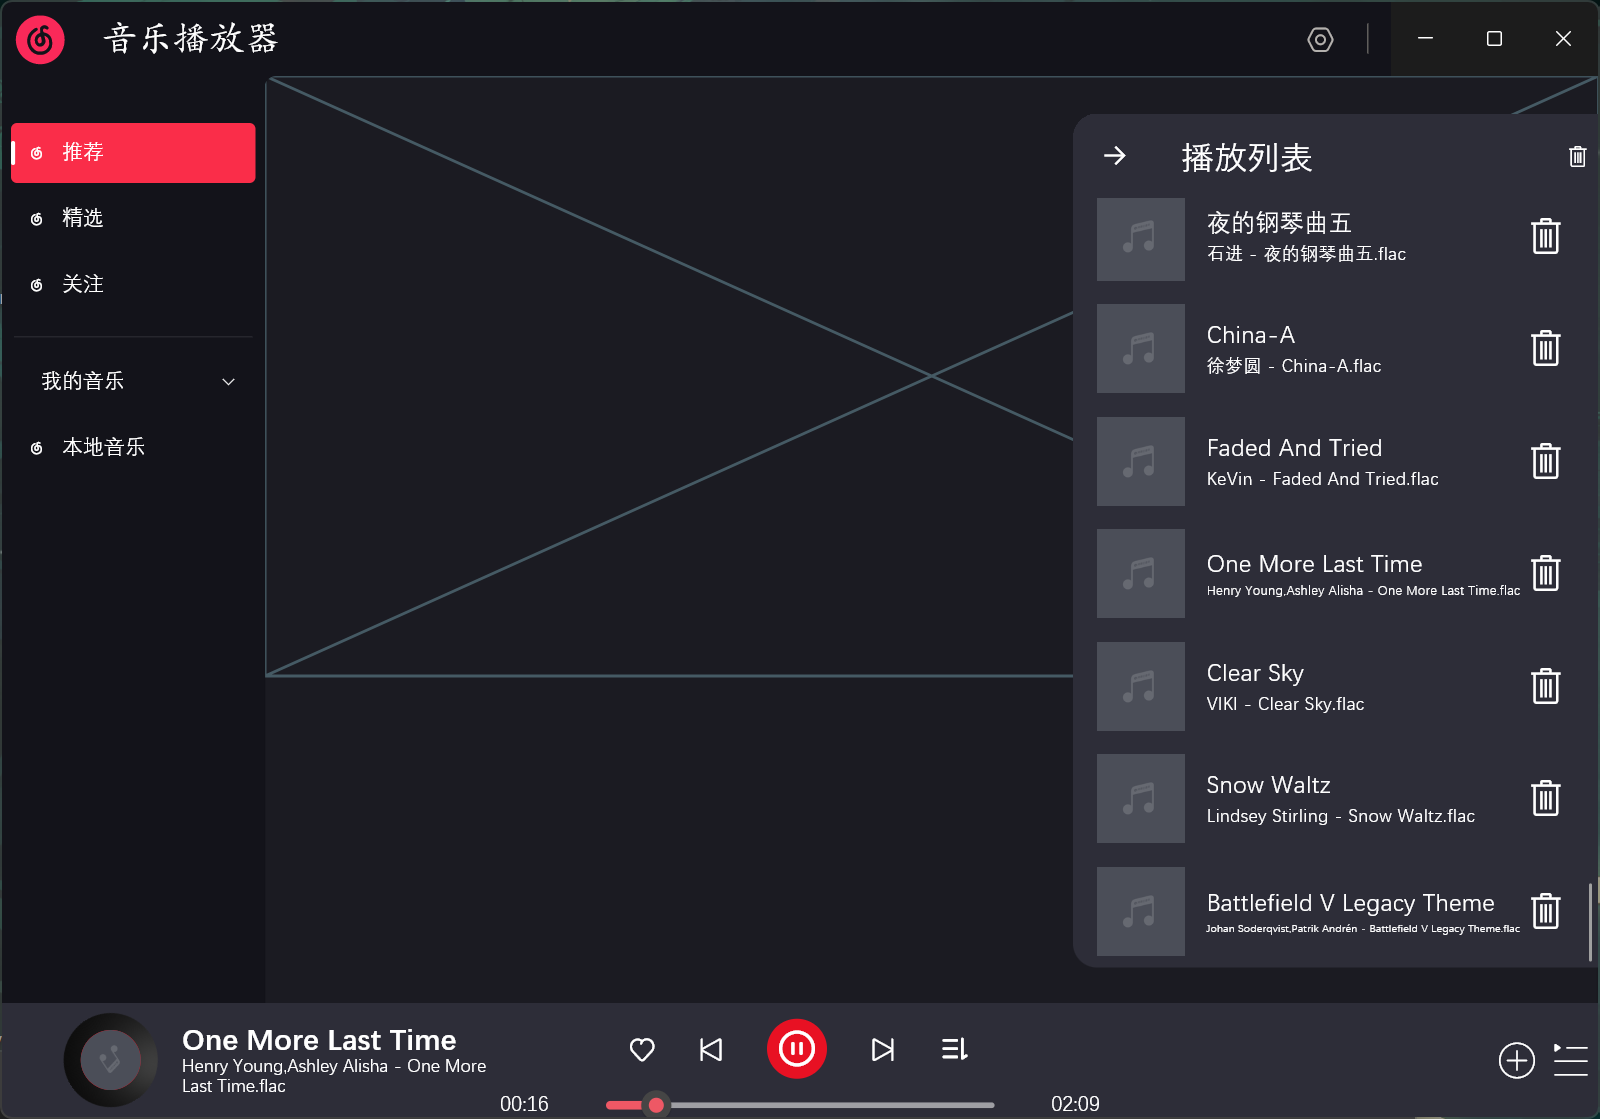 音乐播放器
推荐
精选
关注
我的音乐
本地音乐
播放列表
夜的钢琴曲五
石进 - 夜的钢琴曲五.flac
China-A
徐梦圆 - China-A.flac
Faded And Tried
KeVin - Faded And Tried.flac
One More Last Time
Henry Young,Ashley Alisha - One More Last Time.flac
Clear Sky
VIKI - Clear Sky.flac
Snow Waltz
Lindsey Stirling - Snow Waltz.flac
Battlefield V Legacy Theme
Johan Soderqvist,Patrik Andrén - Battlefield V Legacy Theme.flac
One More Last Time
Henry Young,Ashley Alisha - One More
Last Time.flac
00:16
02:09